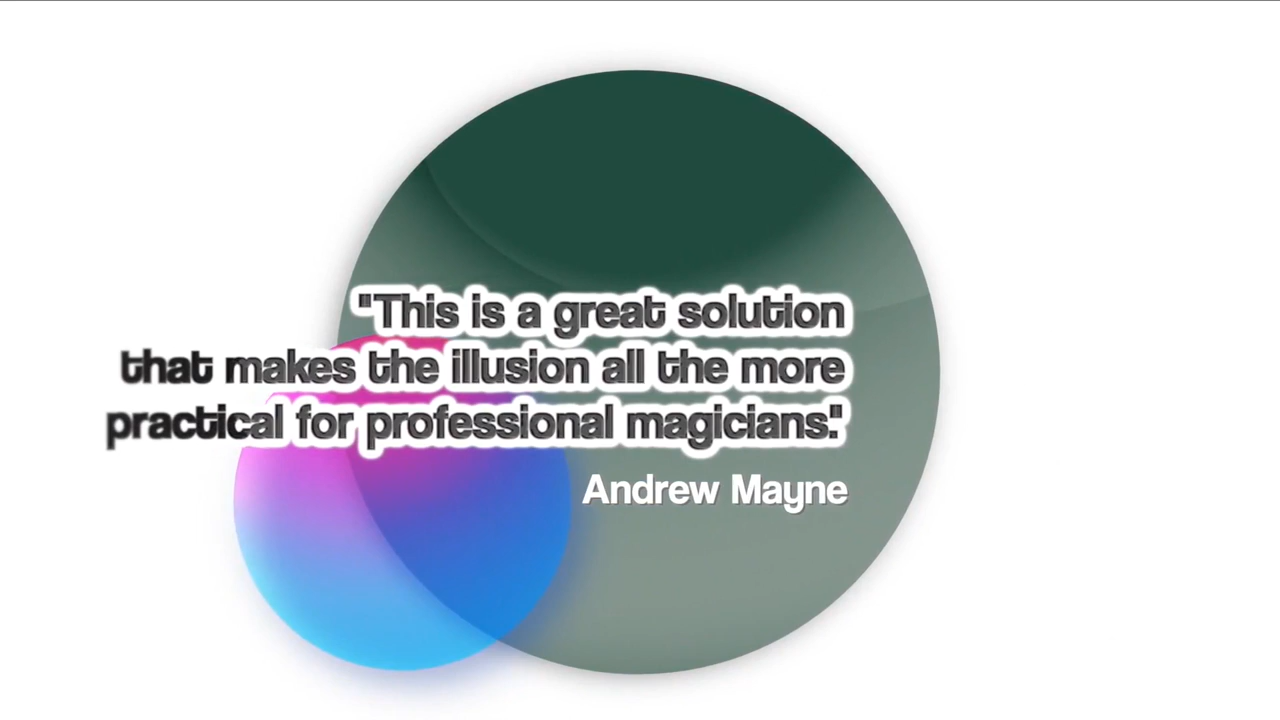 "This is a great solution
that makes the illusion all the more
practical for professional magicians."
Andrew Mayne